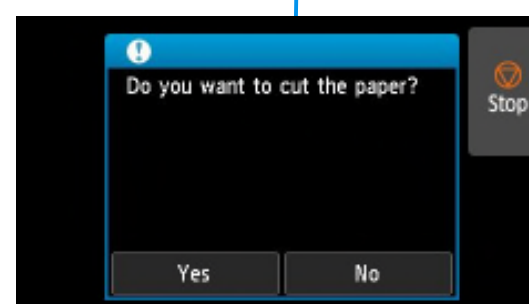 Do you want to cut the paper?
Stop
Yes No